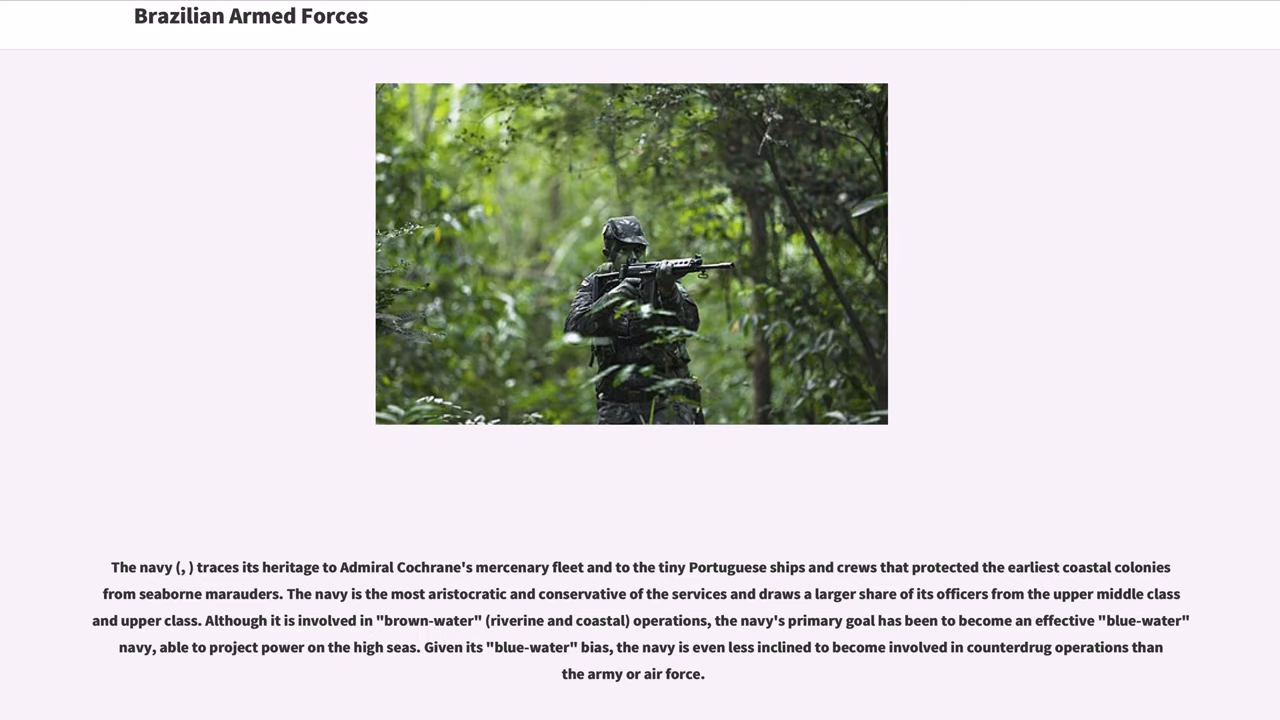 Brazilian Armed Forces
The navy (, ) traces its heritage to Admiral Cochrane's mercenary fleet and to the tiny Portuguese ships and crews that protected the earliest coastal colonies
from seaborne marauders. The navy is the most aristocratic and conservative of the services and draws a larger share of its officers from the upper middle class
and upper class. Although it is involved in "brown-water" (riverine and coastal) operations, the navy's primary goal has been to become an effective "blue-water"
navy, able to project power on the high seas. Given its "blue-water" bias, the navy is even less inclined to become involved in counterdrug operations than
the army or air force.